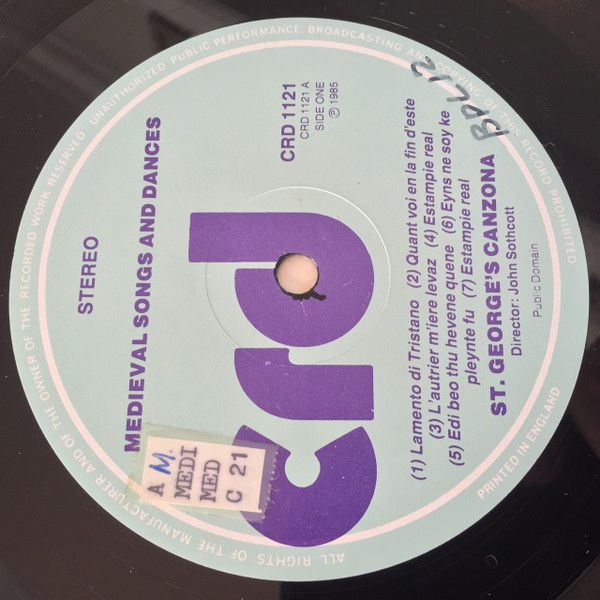 ALL RIGHTS OF THE MANUFACTURER AND OF THE OWNER OF THE RECORDED WORK RESERVED UNAUTHORIZED PUBLIC PERFORMANCE, BROADCASTING AND COPYING OF THIS RECORD PROHIBITED
STEREO
MEDIEVAL SONGS AND DANCES
crd
CRD 1121
CRD 1121 A
SIDE ONE
℗ 1985
(1) Lamento di Tristano (2) Quant voi en la fin d'este
(3) L'autrier m'iere levaz (4) Estampie real
(5) Edi beo thu hevene quene (6) Eyns ne soy ke
pleynte fu (7) Estampie real
ST. GEORGE'S CANZONA
Director: John Sothcott
Public Domain
PRINTED IN ENGLAND
A M.
MEDI
MED
C 21